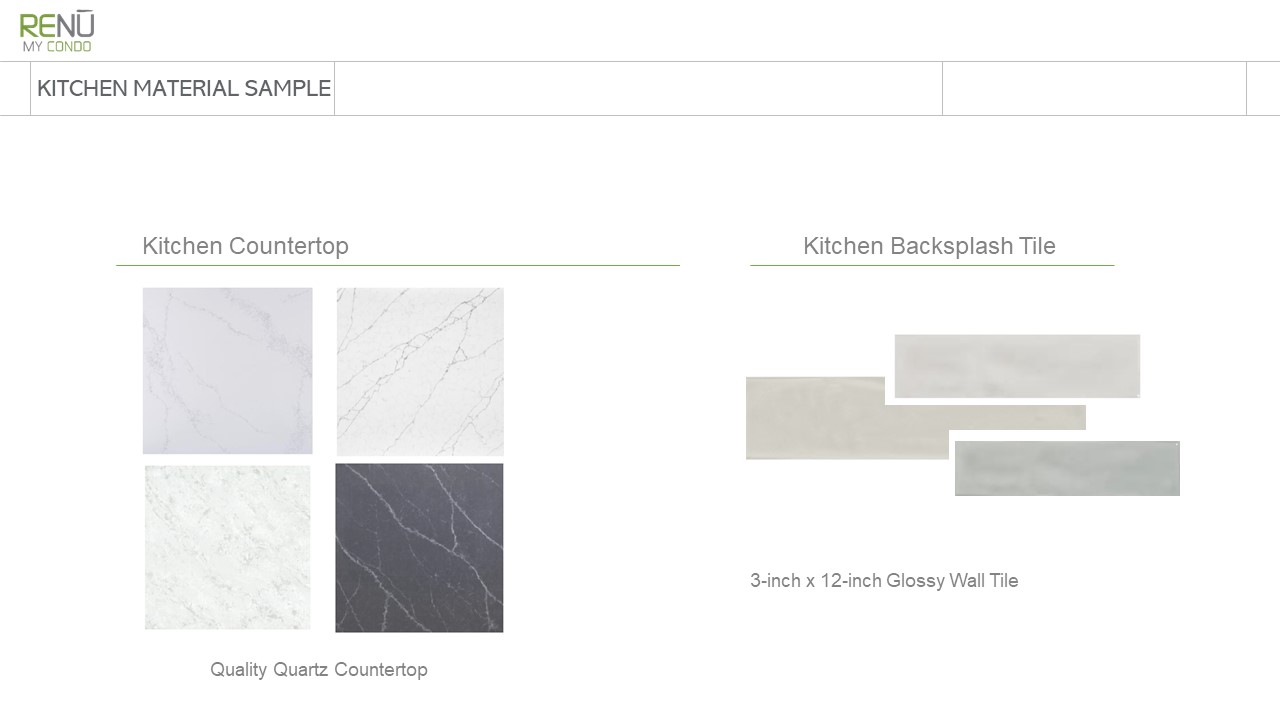 RENŪ
MY CONDO
KITCHEN MATERIAL SAMPLE
Kitchen Countertop
Kitchen Backsplash Tile
3-inch x 12-inch Glossy Wall Tile
Quality Quartz Countertop